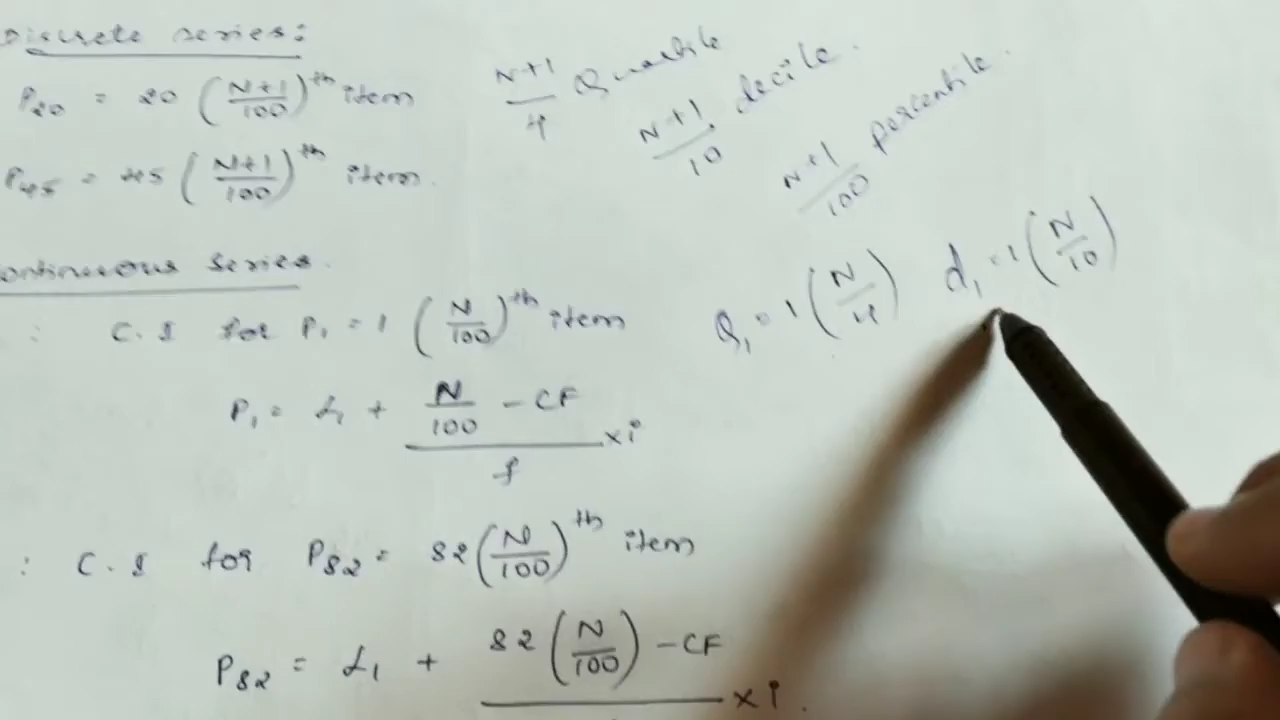 Discrete series:
P20 = 20 (N+1/100)th item
P45 = 45 (N+1/100)th item.
N+1/4 Quartile
N+1/10 decile.
N+1/100 percentile.
Continuous series.
: C.I for P1 = 1 (N/100)th item
Q1 = 1 (N/4)
d1 = 1 (N/10)
P1 = L1 + N/100 - CF / f × i
: C.I for P82 = 82 (N/100)th item
P82 = L1 + 82 (N/100) - CF × i.